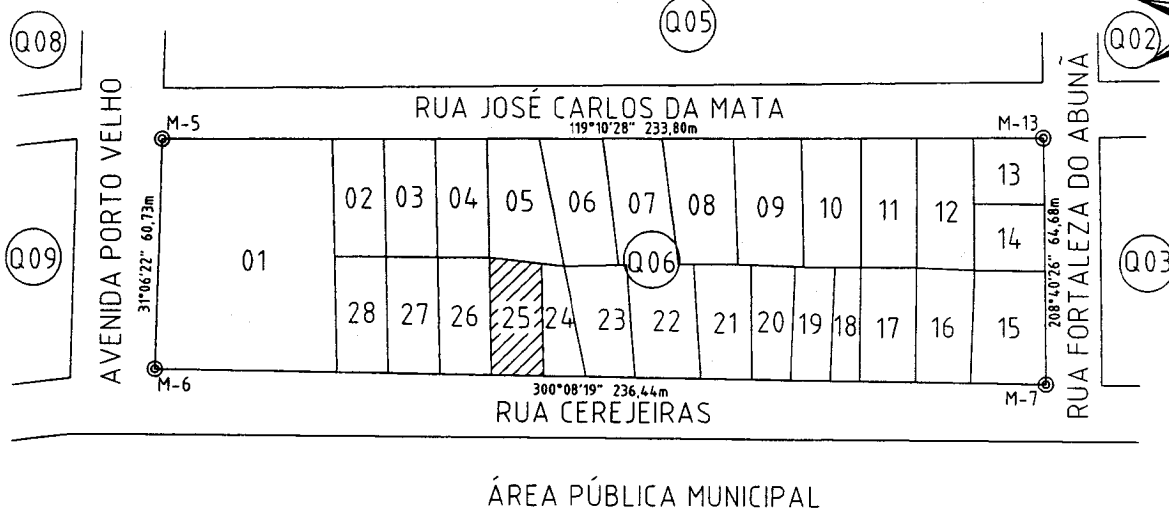 Q08
Q05
Q02
RUA JOSÉ CARLOS DA MATA
119°10'28" 233,80m
M-5
M-13
AVENIDA PORTO VELHO
RUA FORTALEZA DO ABUNÃ
31°06'22" 60,73m
208°40'26" 64,68m
Q09
Q03
01
02
03
04
05
06
07
08
09
10
11
12
13
14
Q06
28
27
26
25
24
23
22
21
20
19
18
17
16
15
M-6
M-7
300°08'19" 236,44m
RUA CEREJEIRAS
ÁREA PÚBLICA MUNICIPAL